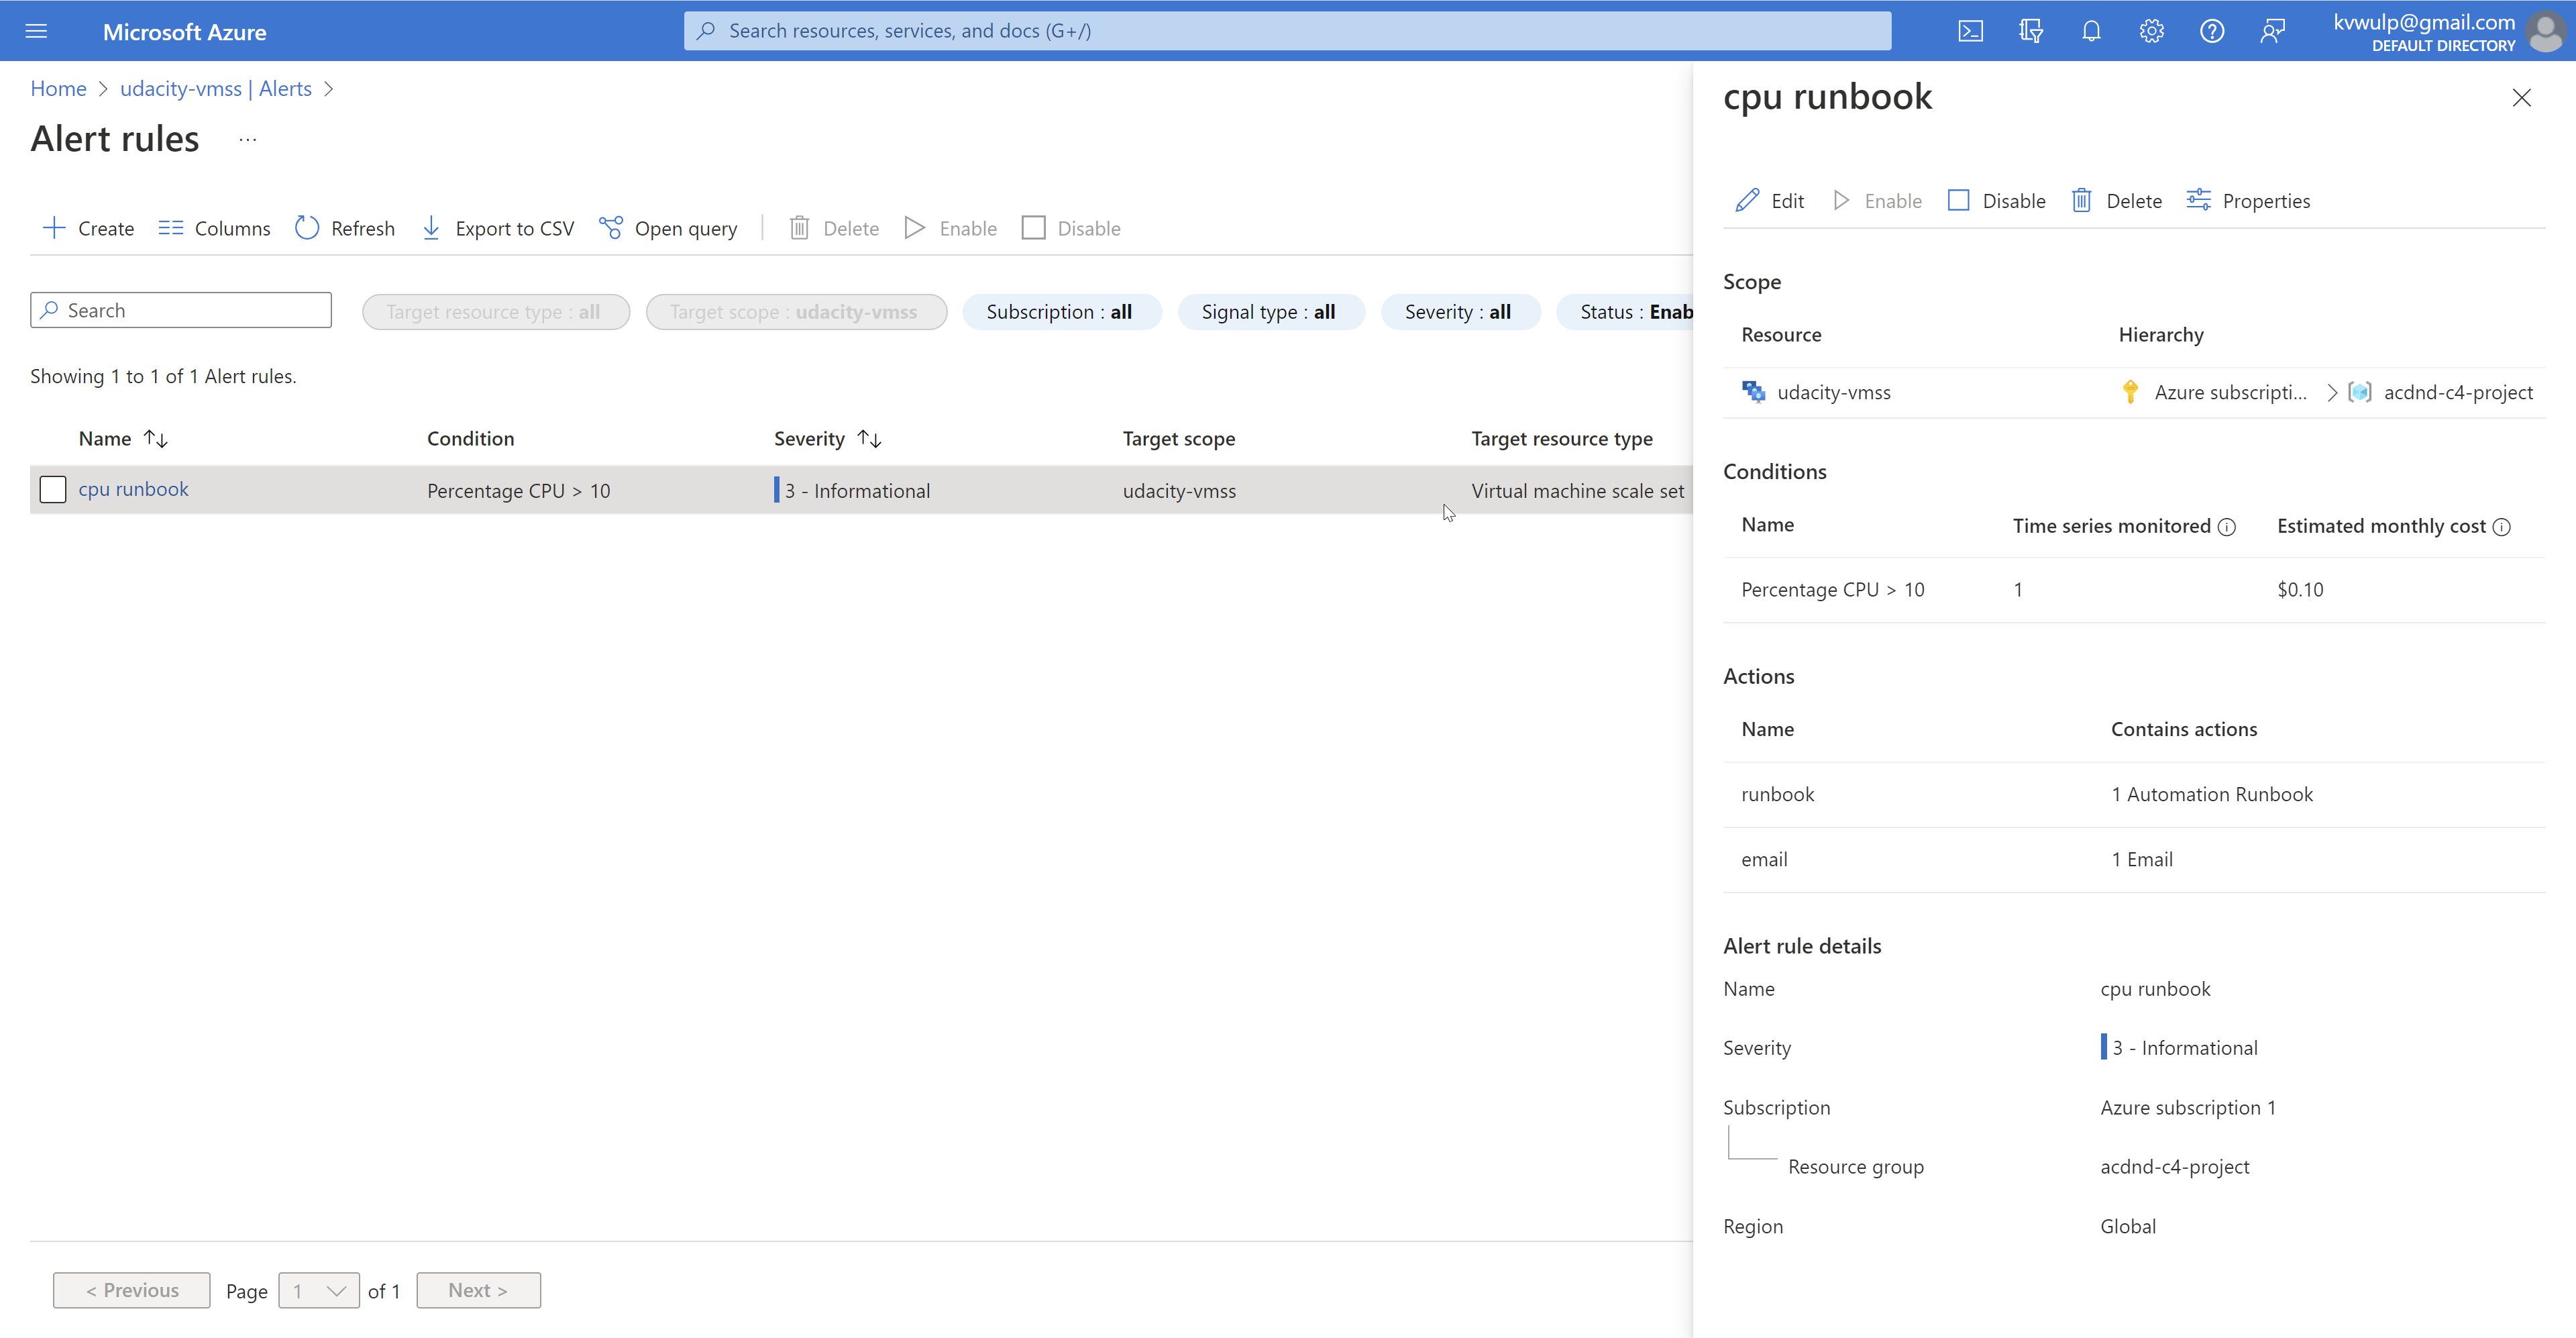 Microsoft Azure
Search resources, services, and docs (G+/)
kvwulp@gmail.com
DEFAULT DIRECTORY
Home > udacity-vmss | Alerts >
Alert rules ...
Create Columns Refresh Export to CSV Open query Delete Enable Disable
Search
Target resource type : all Target scope : udacity-vmss Subscription : all Signal type : all Severity : all Status : Enab
Showing 1 to 1 of 1 Alert rules.
Name Condition Severity Target scope Target resource type
cpu runbook Percentage CPU > 10 3 - Informational udacity-vmss Virtual machine scale set
< Previous Page 1 of 1 Next >
cpu runbook
Edit Enable Disable Delete Properties
Scope
Resource Hierarchy
udacity-vmss Azure subscripti... > acdnd-c4-project
Conditions
Name Time series monitored Estimated monthly cost
Percentage CPU > 10 1 $0.10
Actions
Name Contains actions
runbook 1 Automation Runbook
email 1 Email
Alert rule details
Name cpu runbook
Severity 3 - Informational
Subscription Azure subscription 1
Resource group acdnd-c4-project
Region Global